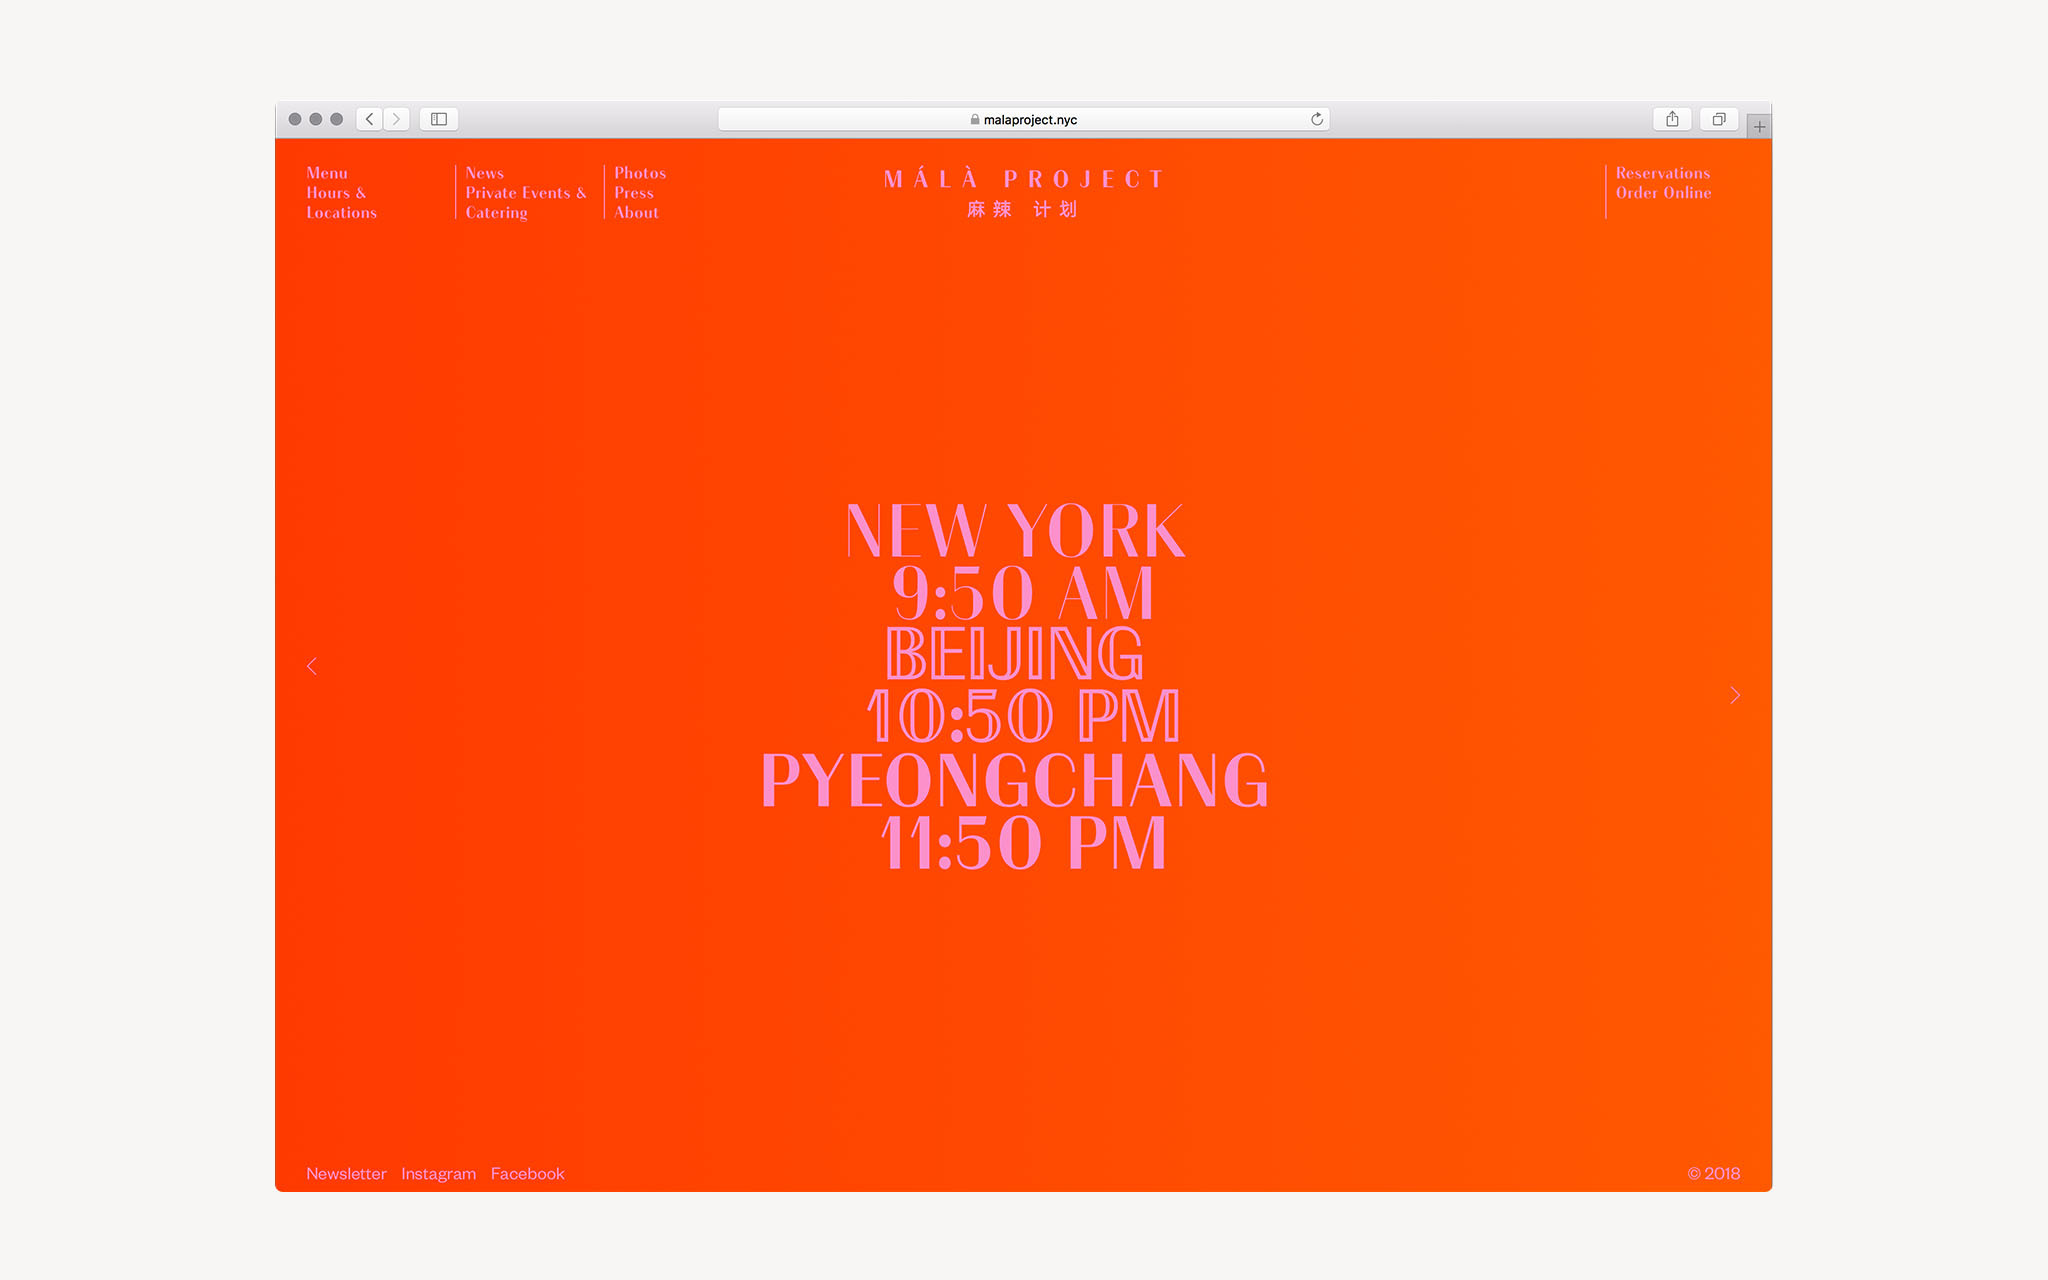 malaproject.nyc
Menu
Hours &
Locations
News
Private Events &
Catering
Photos
Press
About
MÁLÀ PROJECT
麻辣 计划
Reservations
Order Online
NEW YORK
9:50 AM
BEIJING
10:50 PM
PYEONGCHANG
11:50 PM
Newsletter Instagram Facebook
© 2018